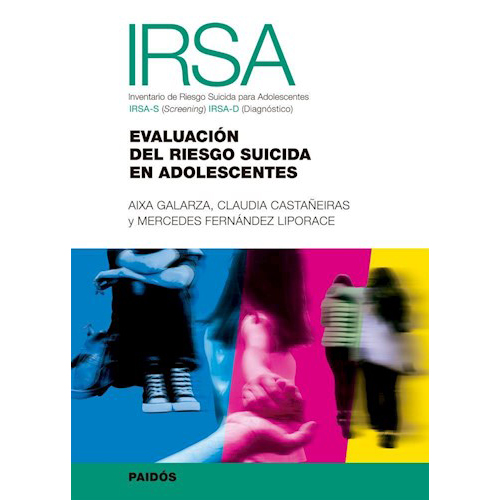 IRSA
Inventario de Riesgo Suicida para Adolescentes
IRSA-S (Screening) IRSA-D (Diagnóstico)
EVALUACIÓN
DEL RIESGO SUICIDA
EN ADOLESCENTES
AIXA GALARZA, CLAUDIA CASTAÑEIRAS
y MERCEDES FERNÁNDEZ LIPORACE
PAIDÓS